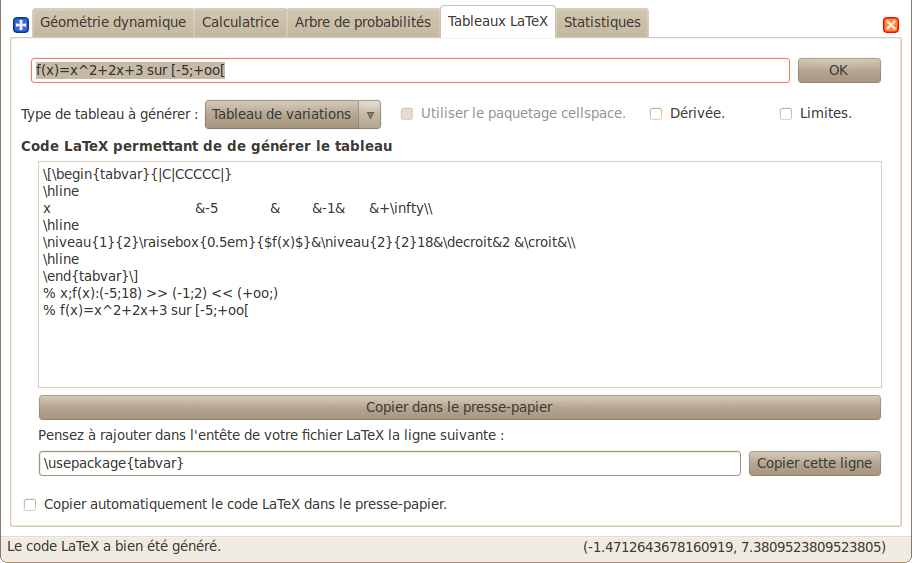 Géométrie dynamique Calculatrice Arbre de probabilités Tableaux LaTeX Statistiques
f(x)=x^2+2x+3 sur [-5;+oo[ OK
Type de tableau à générer : Tableau de variations Utiliser le paquetage cellspace. Dérivée. Limites.
Code LaTeX permettant de de générer le tableau
\[\begin{tabvar}{|C|CCCCC|}
\hline
x &-5 & &-1& &+\infty\\
\hline
\niveau{1}{2}\raisebox{0.5em}{$f(x)$}&\niveau{2}{2}18&\decroit&2 &\croit&\\
\hline
\end{tabvar}\]
% x;f(x):(-5;18) >> (-1;2) << (+oo;)
% f(x)=x^2+2x+3 sur [-5;+oo[
Copier dans le presse-papier
Pensez à rajouter dans l'entête de votre fichier LaTeX la ligne suivante :
\usepackage{tabvar} Copier cette ligne
Copier automatiquement le code LaTeX dans le presse-papier.
Le code LaTeX a bien été généré. (-1.4712643678160919, 7.3809523809523805)